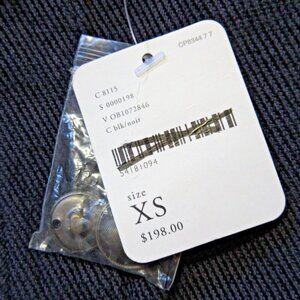 OP8344 7.7
C 8115
S 0000198
V OB1072846
C blk/noir
54181094
size
XS
$198.00